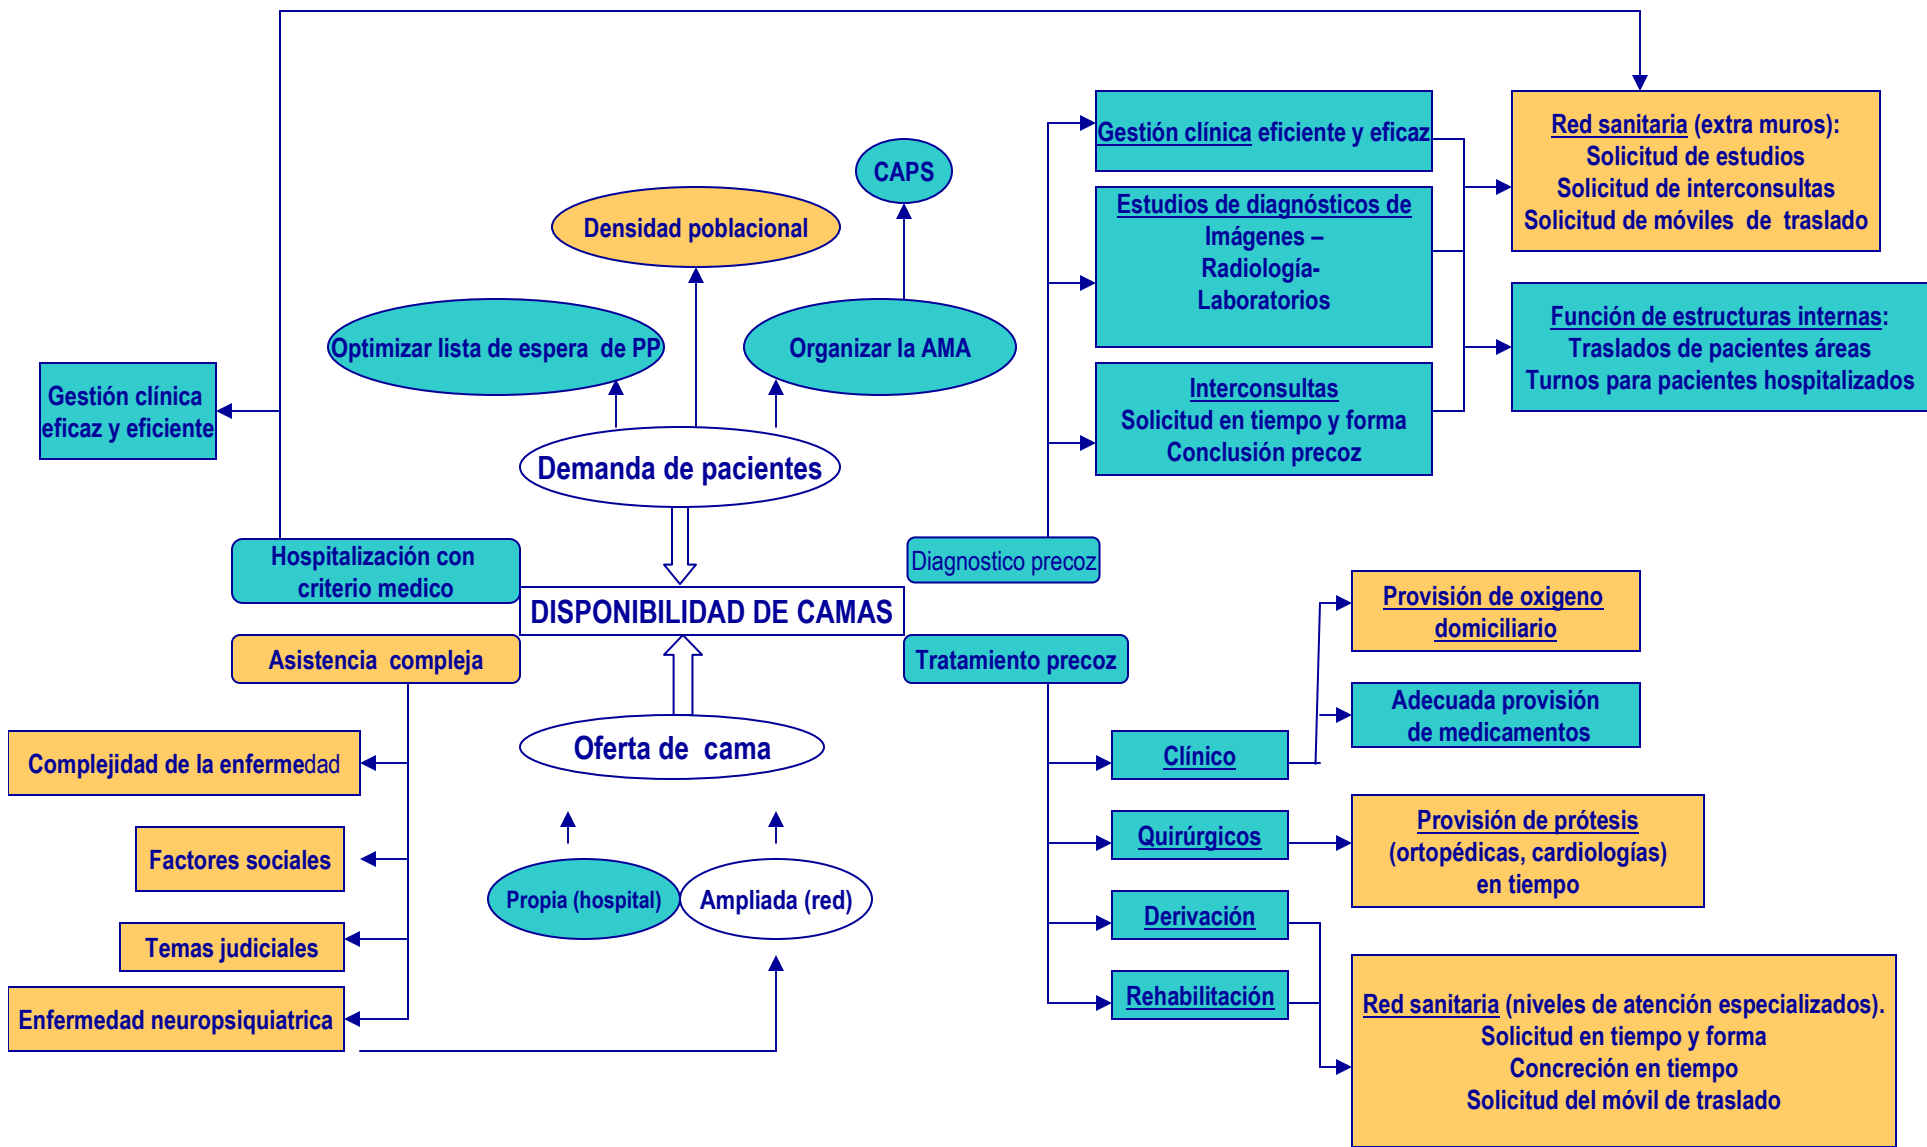 Gestión clínica eficiente y eficaz
Red sanitaria (extra muros):
Solicitud de estudios
Solicitud de interconsultas
Solicitud de móviles de traslado
CAPS
Densidad poblacional
Estudios de diagnósticos de
Imágenes –
Radiología-
Laboratorios
Optimizar lista de espera de PP
Organizar la AMA
Función de estructuras internas:
Traslados de pacientes áreas
Turnos para pacientes hospitalizados
Gestión clínica
eficaz y eficiente
Interconsultas
Solicitud en tiempo y forma
Conclusión precoz
Demanda de pacientes
Hospitalización con
criterio medico
Diagnostico precoz
DISPONIBILIDAD DE CAMAS
Provisión de oxigeno
domiciliario
Asistencia compleja
Tratamiento precoz
Adecuada provisión
de medicamentos
Oferta de cama
Clínico
Complejidad de la enfermedad
Quirúrgicos
Provisión de prótesis
(ortopédicas, cardiologías)
en tiempo
Factores sociales
Propia (hospital)
Ampliada (red)
Derivación
Temas judiciales
Rehabilitación
Enfermedad neuropsiquiatrica
Red sanitaria (niveles de atención especializados).
Solicitud en tiempo y forma
Concreción en tiempo
Solicitud del móvil de traslado